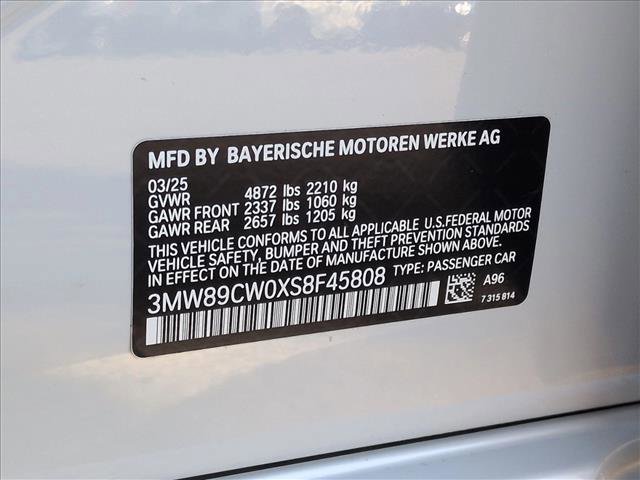 MFD BY BAYERISCHE MOTOREN WERKE AG
03/25
GVWR 4872 lbs 2210 kg
GAWR FRONT 2337 lbs 1060 kg
GAWR REAR 2657 lbs 1205 kg
THIS VEHICLE CONFORMS TO ALL APPLICABLE U.S.FEDERAL MOTOR
VEHICLE SAFETY, BUMPER AND THEFT PREVENTION STANDARDS
IN EFFECT ON THE DATE OF MANUFACTURE SHOWN ABOVE.
3MW89CW0XS8F45808 TYPE: PASSENGER CAR
A96
7 315 814